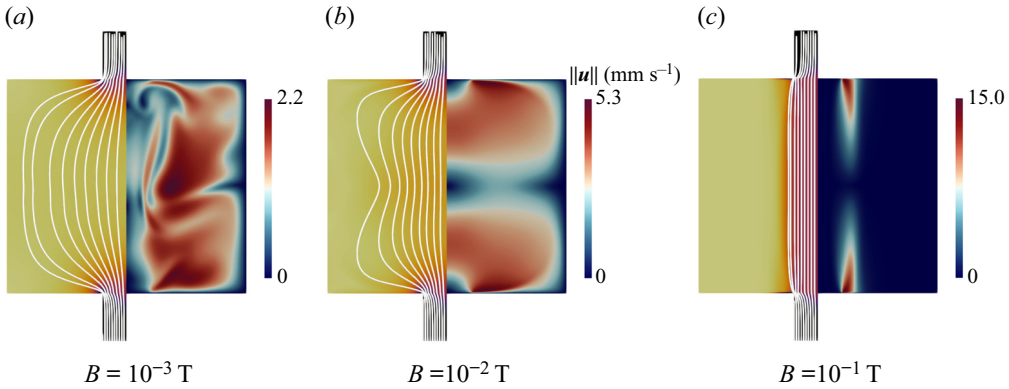 (a) (b) (c)
||u|| (mm s⁻¹)
2.2 5.3 15.0
0 0 0
B = 10⁻³ T B = 10⁻² T B = 10⁻¹ T